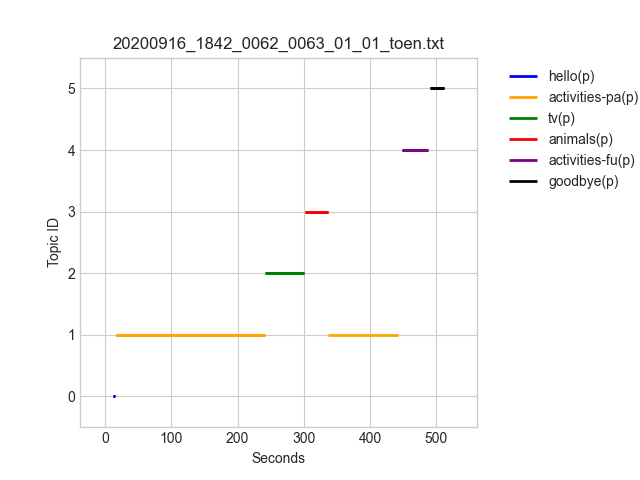 20200916_1842_0062_0063_01_01_toen.txt
hello(p)
activities-pa(p)
tv(p)
animals(p)
activities-fu(p)
goodbye(p)
Topic ID
5
4
3
2
1
0
0 100 200 300 400 500
Seconds